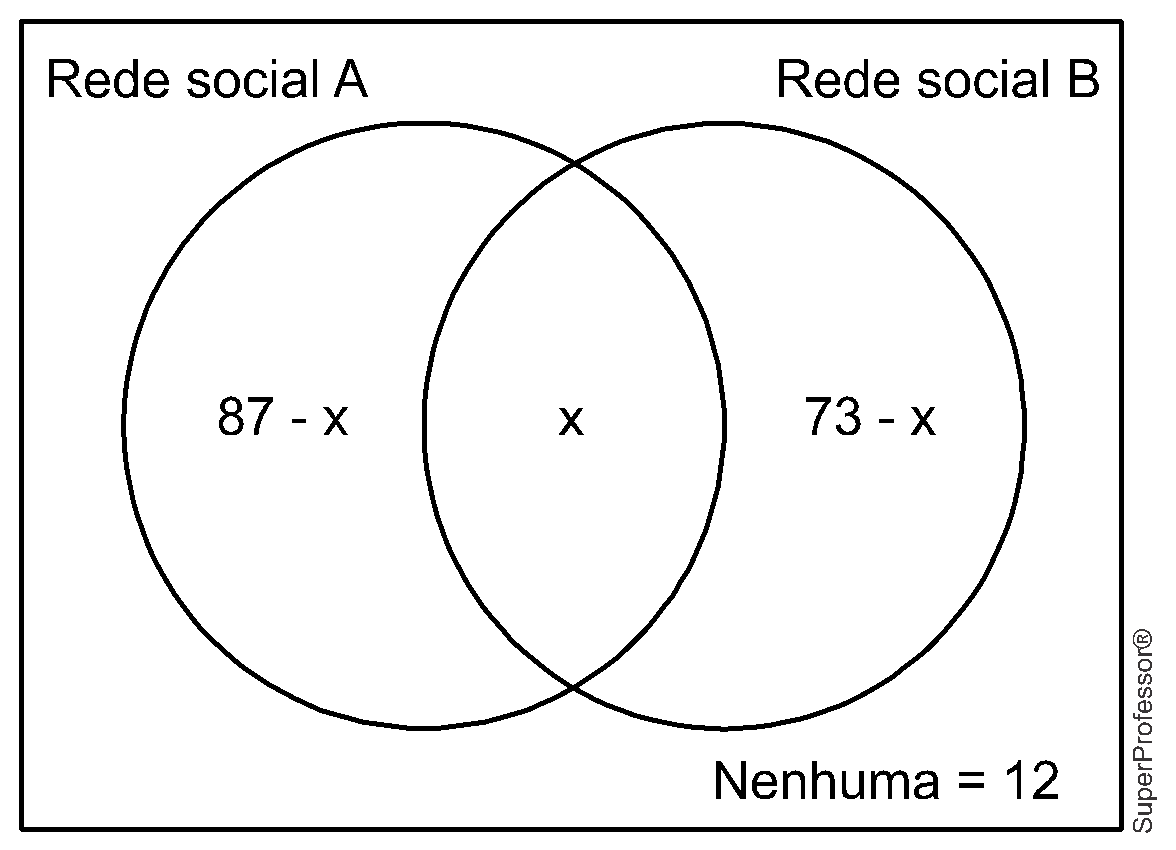 Rede social A
Rede social B
87 - x
x
73 - x
Nenhuma = 12
SuperProfessor®